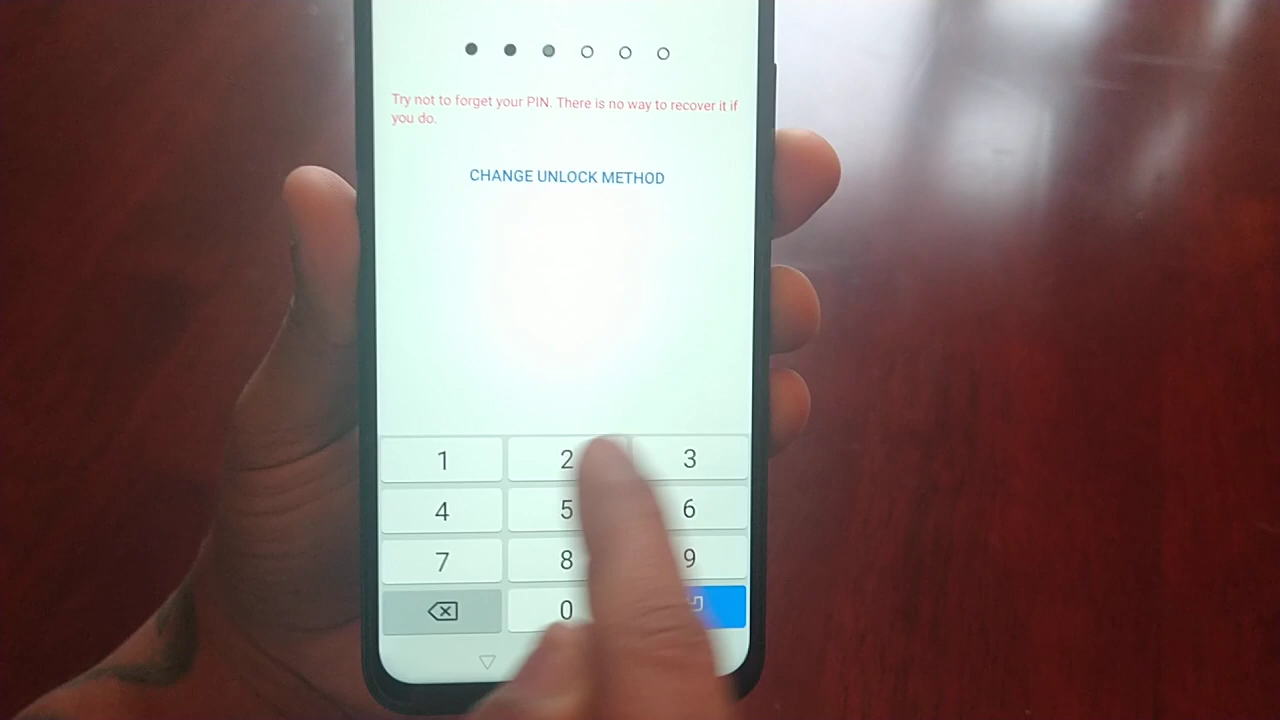 Try not to forget your PIN. There is no way to recover it if
you do.
CHANGE UNLOCK METHOD
1 2 3
4 5 6
7 8 9
0